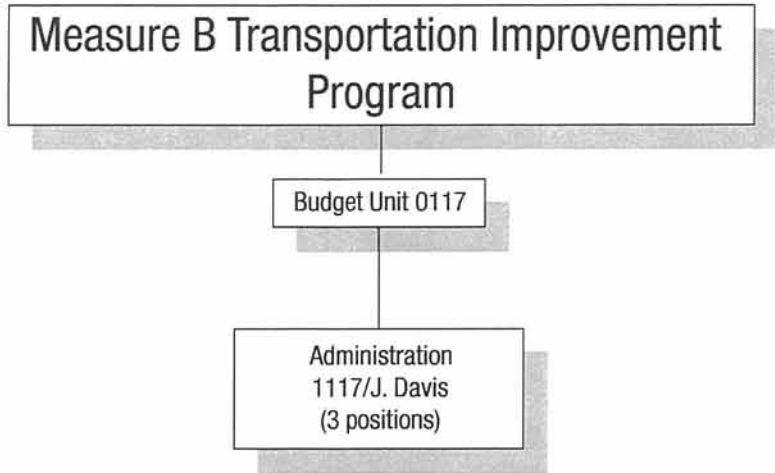 Measure B Transportation Improvement
Program
Budget Unit 0117
Administration
1117/J. Davis
(3 positions)